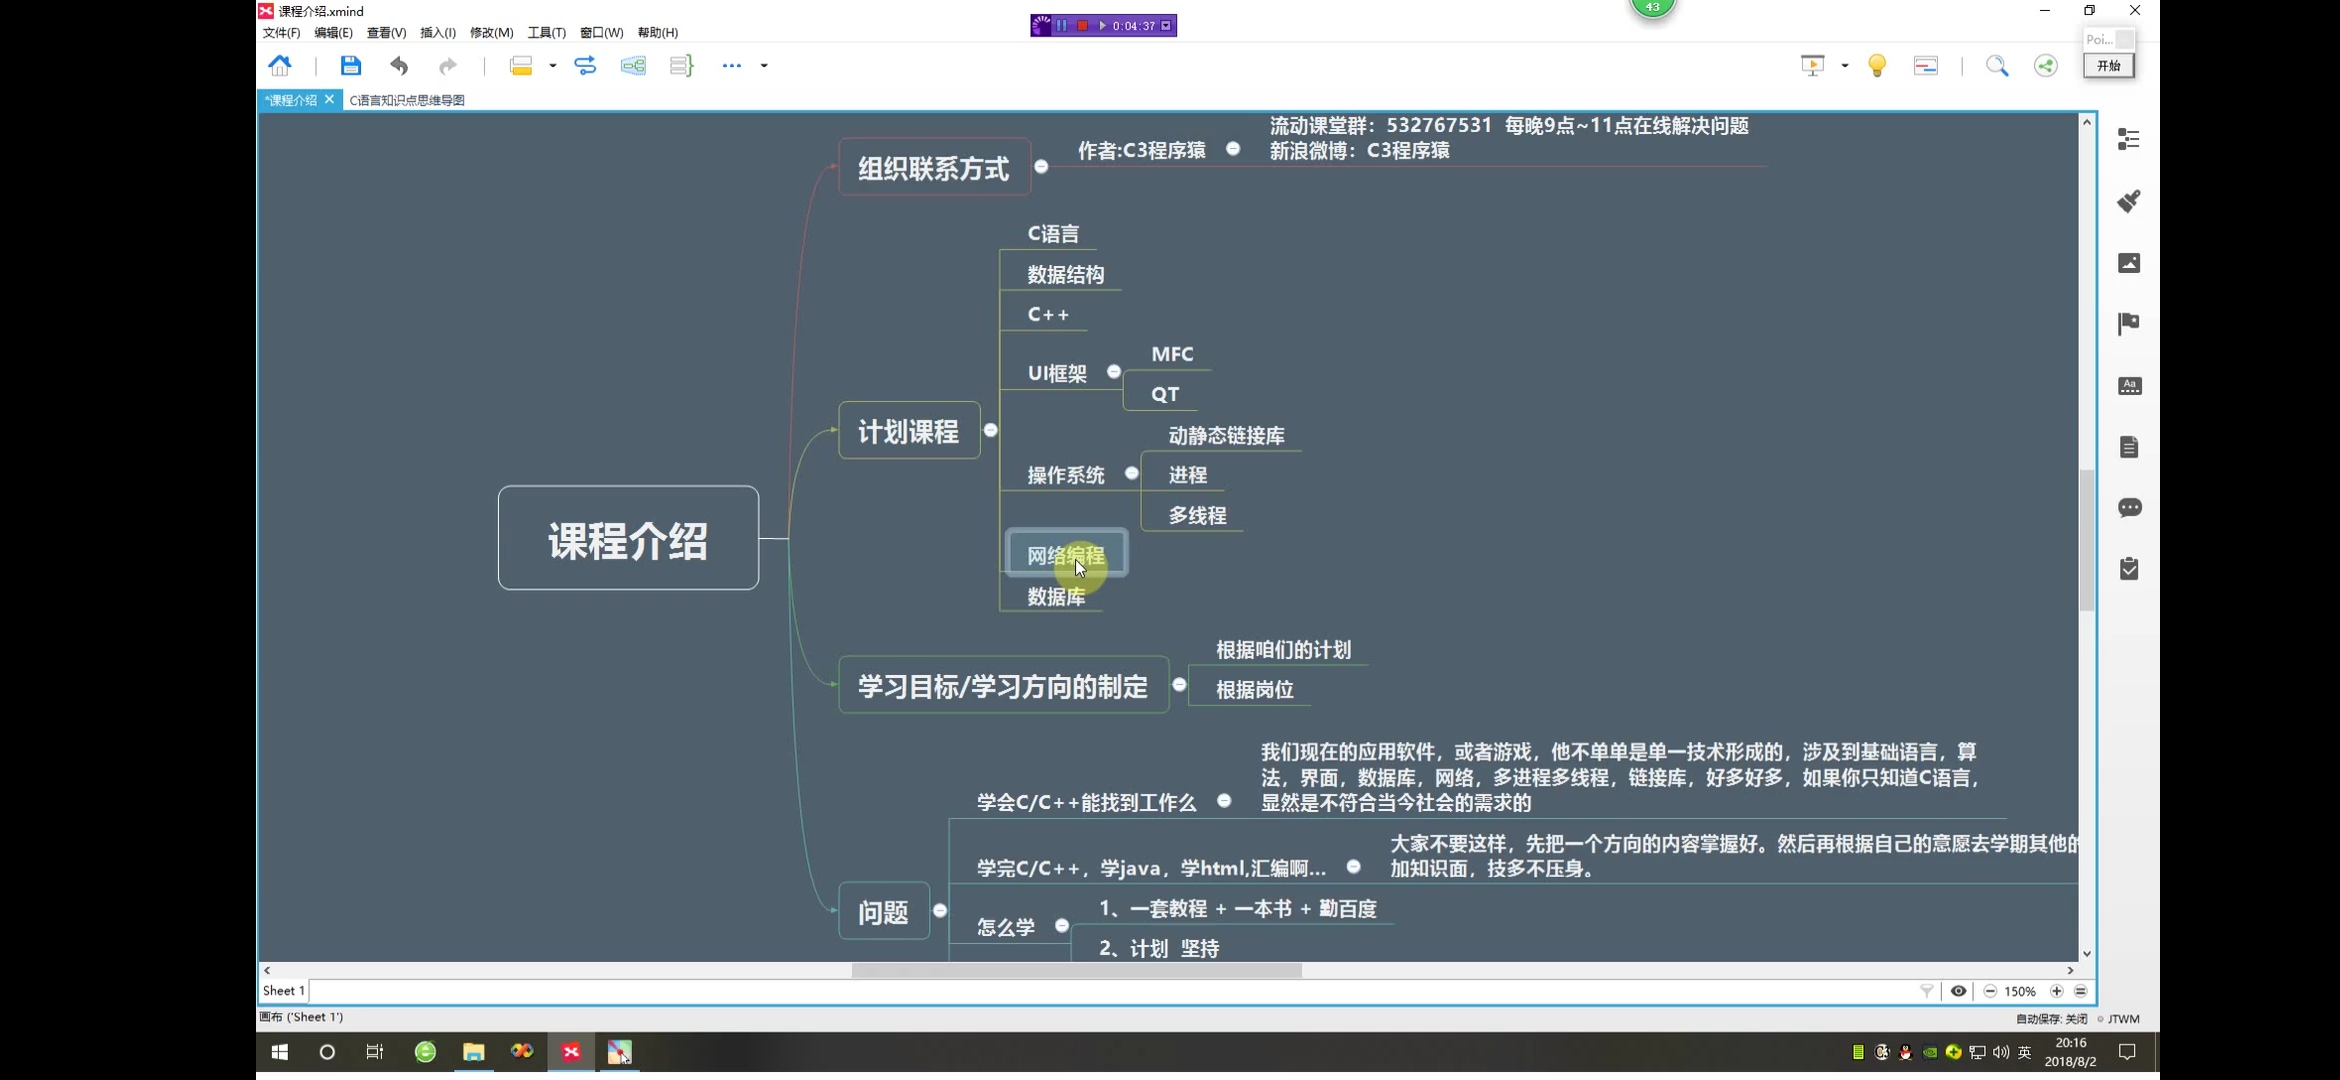 课程介绍.xmind
文件(F) 编辑(E) 查看(V) 插入(I) 修改(M) 工具(T) 窗口(W) 帮助(H)
0:04:37
43
Poi...
开始
*课程介绍
C语言知识点思维导图
组织联系方式
作者:C3程序猿
流动课堂群：532767531 每晚9点~11点在线解决问题
新浪微博：C3程序猿
课程介绍
计划课程
C语言
数据结构
C++
UI框架
MFC
QT
操作系统
动静态链接库
进程
多线程
网络编程
数据库
学习目标/学习方向的制定
根据咱们的计划
根据岗位
问题
学会C/C++能找到工作么
我们现在的应用软件，或者游戏，他不单单是单一技术形成的，涉及到基础语言，算
法，界面，数据库，网络，多进程多线程，链接库，好多好多，如果你只知道C语言，
显然是不符合当今社会的需求的
学完C/C++，学java，学html,汇编啊...
大家不要这样，先把一个方向的内容掌握好。然后再根据自己的意愿去学期其他的
加知识面，技多不压身。
怎么学
1、一套教程 + 一本书 + 勤百度
2、计划 坚持
Sheet 1
150%
画布 ('Sheet 1')
自动保存: 关闭
JTWM
英
20:16
2018/8/2